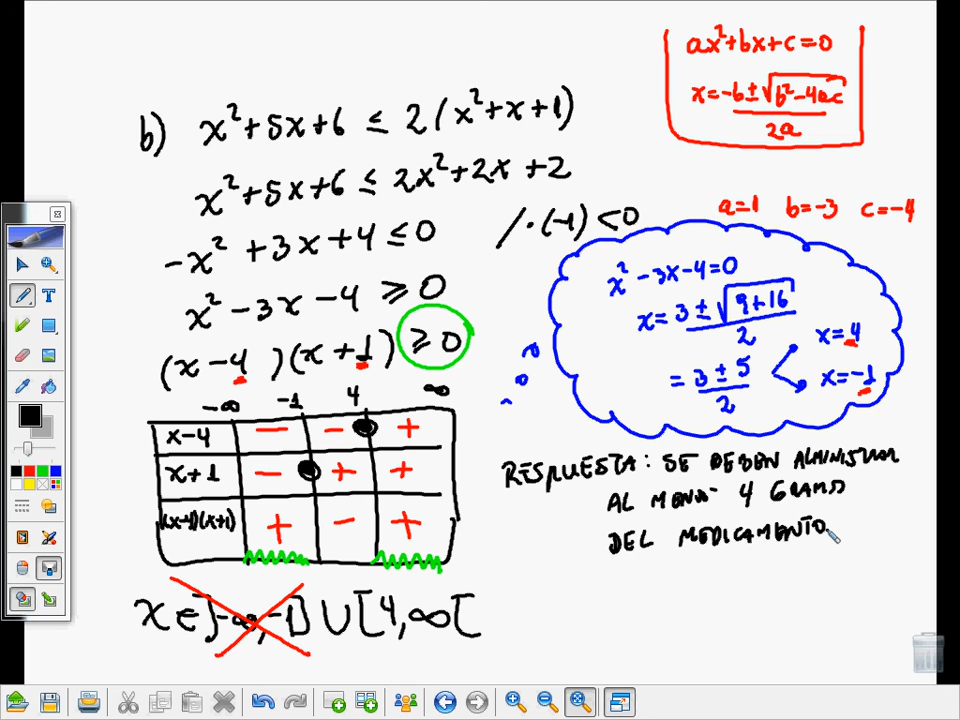 ax²+bx+c=0
x=-b±√b²-4ac
2a
b) x²+5x+6 ≤ 2(x²+x+1)
x²+5x+6 ≤ 2x²+2x+2
-x²+3x+4 ≤ 0 /·(-1)<0
x²-3x-4 ≥ 0
(x-4)(x+1) ≥ 0
a=1 b=-3 c=-4
x²-3x-4=0
x=3±√9+16
2
=3±5
2
x=4
x=-1
-∞ -1 4 ∞
x-4 - - +
x+1 - + +
(x-4)(x+1) + - +
x∈]-∞,-1]∪[4,∞[
RESPUESTA: SE DEBEN
AL MENOS 4 GRAMOS
DEL MEDICAMENTO
T